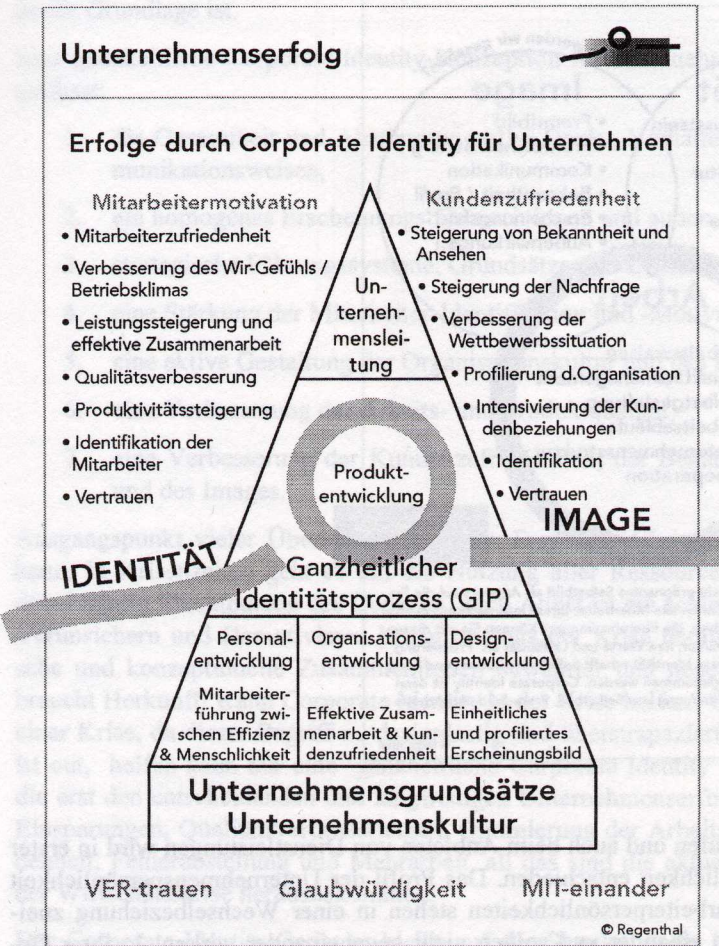 Unternehmenserfolg
Erfolge durch Corporate Identity für Unternehmen
Mitarbeitermotivation
• Mitarbeiterzufriedenheit
• Verbesserung des Wir-Gefühls /
Betriebsklimas
• Leistungssteigerung und
effektive Zusammenarbeit
• Qualitätsverbesserung
• Produktivitätssteigerung
• Identifikation der
Mitarbeiter
• Vertrauen
Kundenzufriedenheit
• Steigerung von Bekanntheit und
Ansehen
• Steigerung der Nachfrage
• Verbesserung der
Wettbewerbssituation
• Profilierung d.Organisation
• Intensivierung der Kun-
denbeziehungen
• Identifikation
• Vertrauen
Un-
terneh-
menslei-
tung
Produkt-
entwicklung
IDENTITÄT
IMAGE
Ganzheitlicher
Identitäts-Prozess (GIP)
Personal-
entwicklung
Organisations-
entwicklung
Design-
entwicklung
Mitarbeiter-
führung zwi-
schen Effizienz
& Menschlichkeit
Effektive Zusam-
menarbeit & Kun-
denzufriedenheit
Einheitliches
und profiliertes
Erscheinungsbild
Unternehmensgrundsätze
Unternehmenskultur
VER-trauen Glaubwürdigkeit MIT-einander
© Regenthal